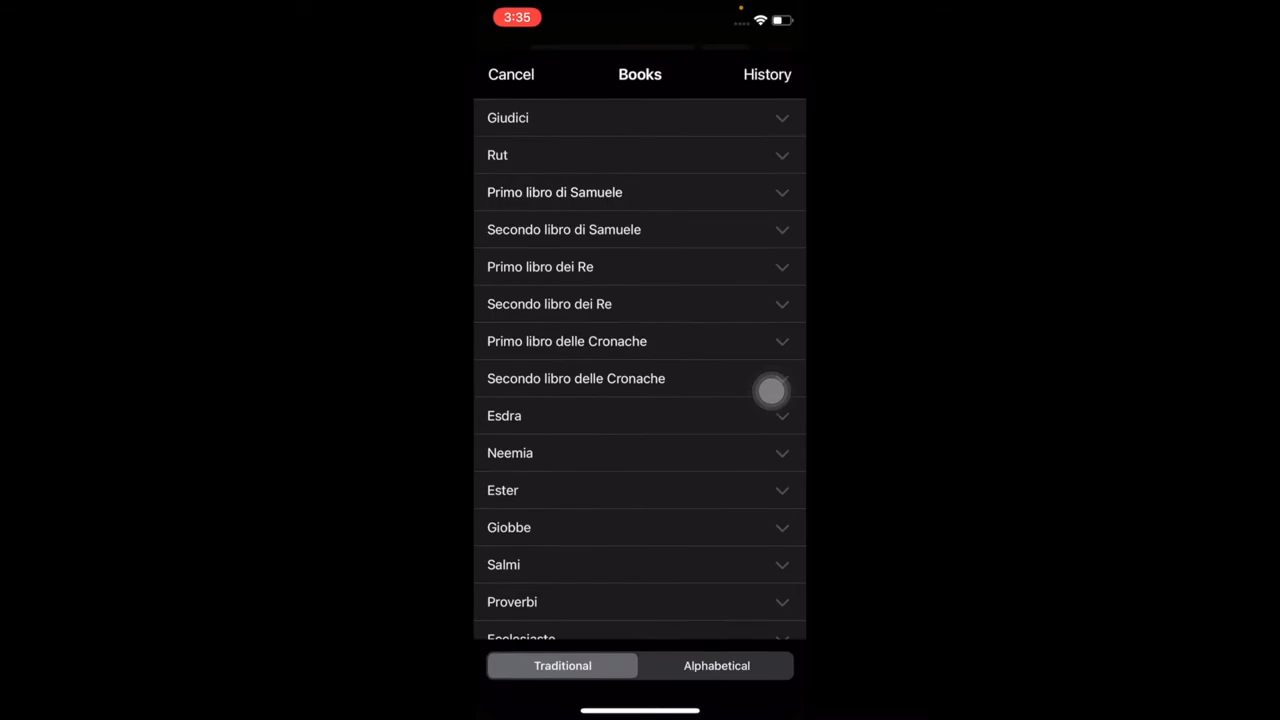 3:35
Cancel Books History
Giudici
Rut
Primo libro di Samuele
Secondo libro di Samuele
Primo libro dei Re
Secondo libro dei Re
Primo libro delle Cronache
Secondo libro delle Cronache
Esdra
Neemia
Ester
Giobbe
Salmi
Proverbi
Ecclesiaste
Traditional Alphabetical